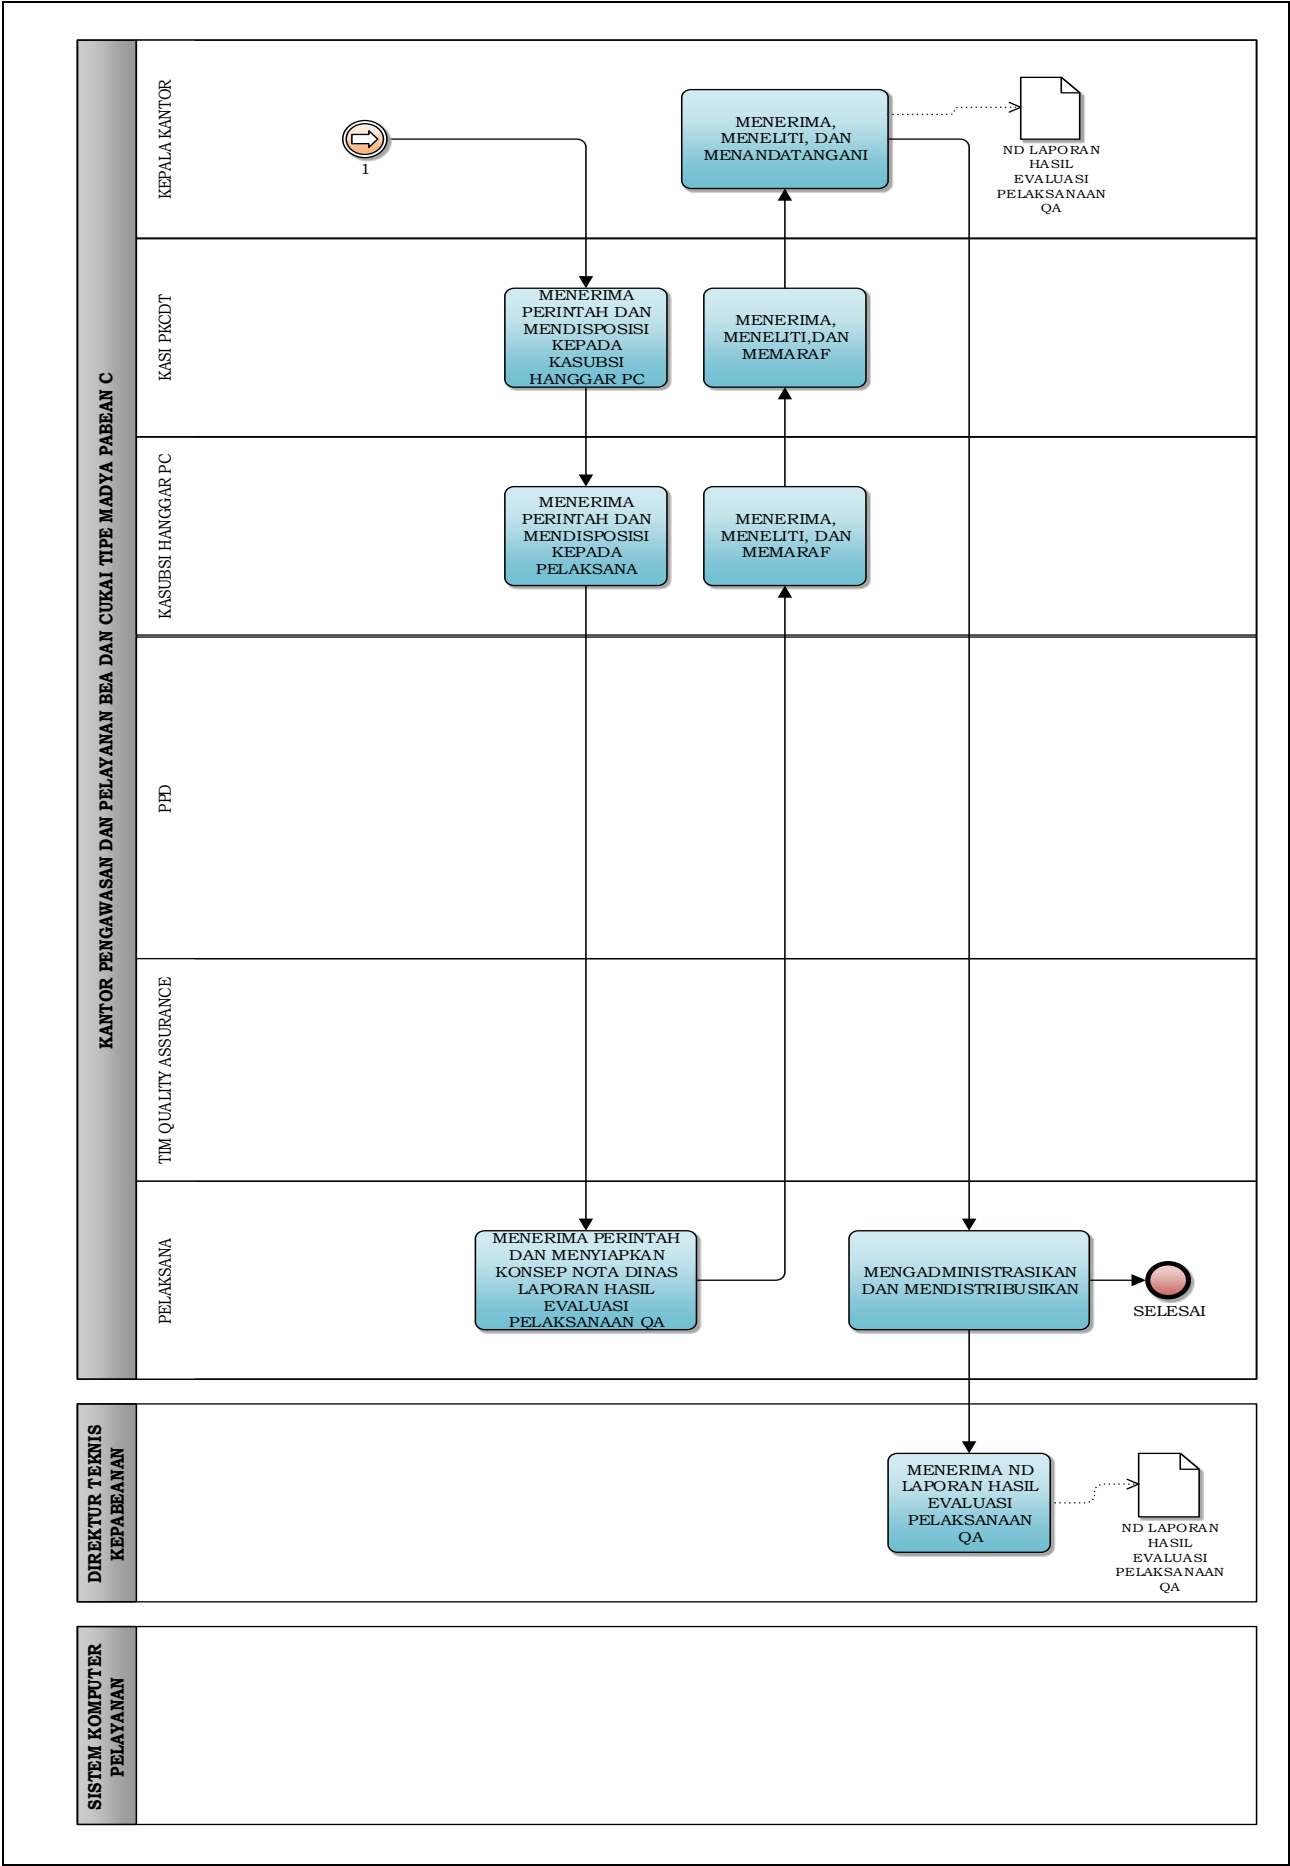 KANTOR PENGAWASAN DAN PELAYANAN BEA DAN CUKAI TIPE MADYA PABEAN C
KEPALA KANTOR
1
MENERIMA,
MENELITI, DAN
MENANDATANGANI
ND LAPORAN
HASIL
EVALUASI
PELAKSANAAN
QA
KASI PKCDT
MENERIMA
PERINTAH DAN
MENDISPOSISI
KEPADA
KASUBSI
HANGGAR PC
MENERIMA,
MENELITI,DAN
MEMARAF
KASUBSI HANGGAR PC
MENERIMA
PERINTAH DAN
MENDISPOSISI
KEPADA
PELAKSANA
MENERIMA,
MENELITI, DAN
MEMARAF
PPD
TIM QUALITY ASSURANCE
PELAKSANA
MENERIMA PERINTAH
DAN MENYIAPKAN
KONSEP NOTA DINAS
LAPORAN HASIL
EVALUASI
PELAKSANAAN QA
MENGADMINISTRASIKAN
DAN MENDISTRIBUSIKAN
SELESAI
DIREKTUR TEKNIS
KEPABEANAN
MENERIMA ND
LAPORAN HASIL
EVALUASI
PELAKSANAAN
QA
ND LAPORAN
HASIL
EVALUASI
PELAKSANAAN
QA
SISTEM KOMPUTER
PELAYANAN